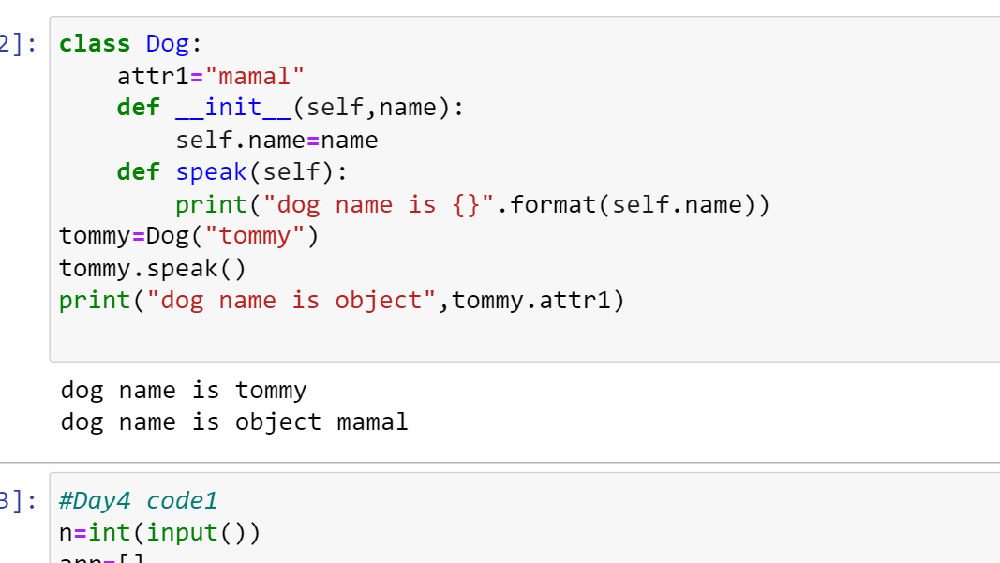 2]:
class Dog:
    attr1="mamal"
    def __init__(self,name):
        self.name=name
    def speak(self):
        print("dog name is {}".format(self.name))
tommy=Dog("tommy")
tommy.speak()
print("dog name is object",tommy.attr1)
dog name is tommy
dog name is object mamal
3]:
#Day4 code1
n=int(input())